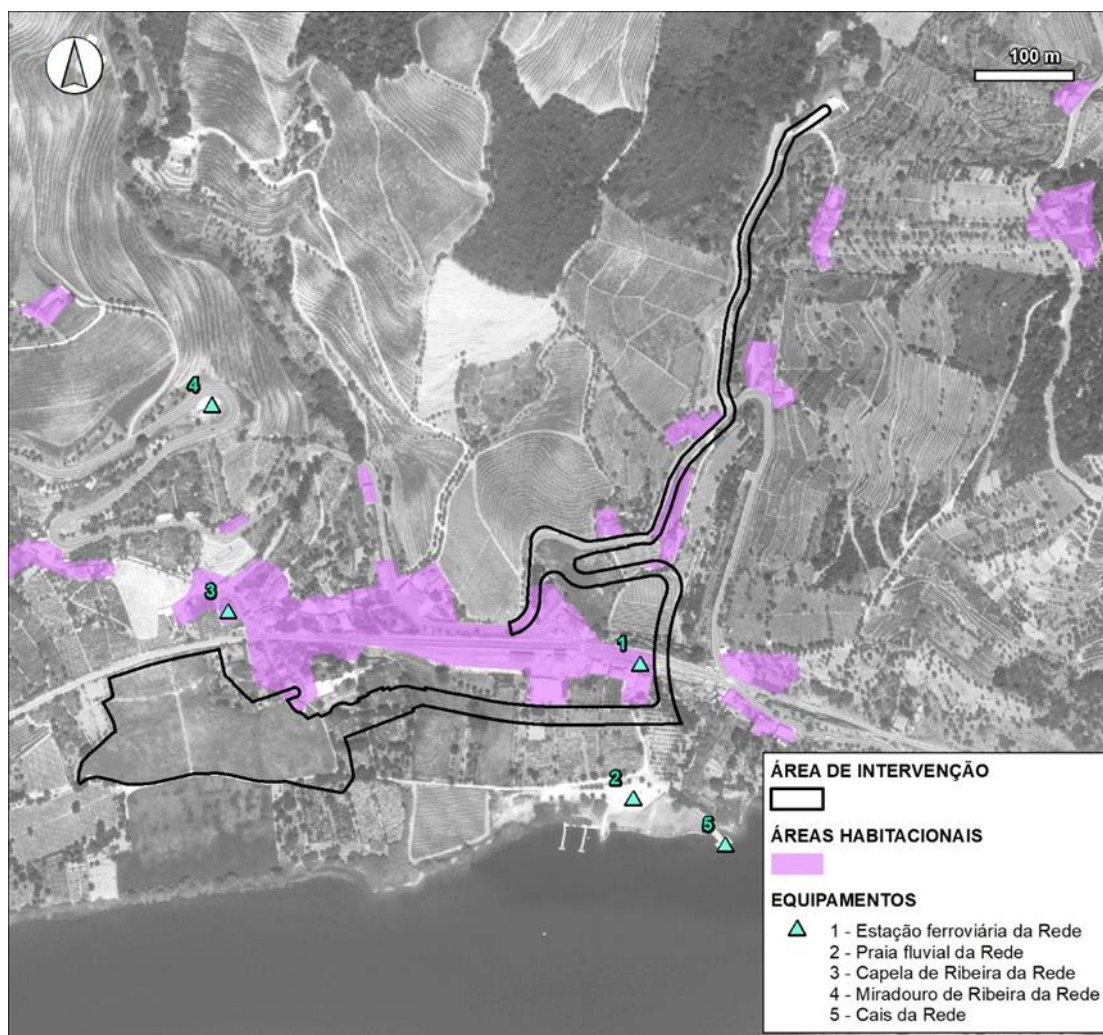 100 m
4
3
1
2
5
ÁREA DE INTERVENÇÃO
ÁREAS HABITACIONAIS
EQUIPAMENTOS
1 - Estação ferroviária da Rede
2 - Praia fluvial da Rede
3 - Capela de Ribeira da Rede
4 - Miradouro de Ribeira da Rede
5 - Cais da Rede